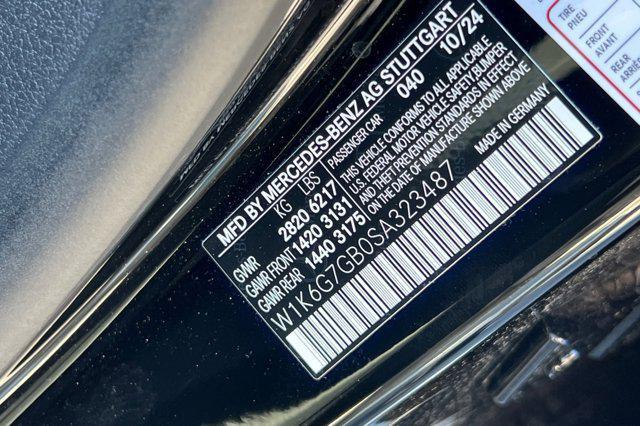 MFD BY MERCEDES-BENZ AG STUTTGART
KG LBS PASSENGER CAR 040 10/24
GVWR 2820 6217
GAWR FRONT 1420 3131
GAWR REAR 1440 3175
THIS VEHICLE CONFORMS TO ALL APPLICABLE
U.S. FEDERAL MOTOR VEHICLE SAFETY BUMPER
AND THEFT PREVENTION STANDARDS IN EFFECT
ON THE DATE OF MANUFACTURE SHOWN ABOVE
MADE IN GERMANY
W1K6G7GB0SA323487
TIRE
PNEU
FRONT
AVANT
REAR